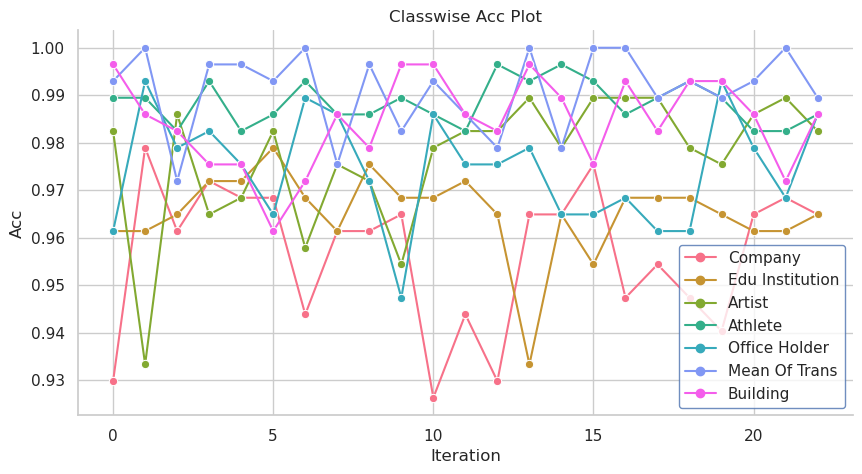 Classwise Acc Plot
1.00
0.99
0.98
0.97
0.96
0.95
0.94
0.93
Acc
0 5 10 15 20
Iteration
Company
Edu Institution
Artist
Athlete
Office Holder
Mean Of Trans
Building